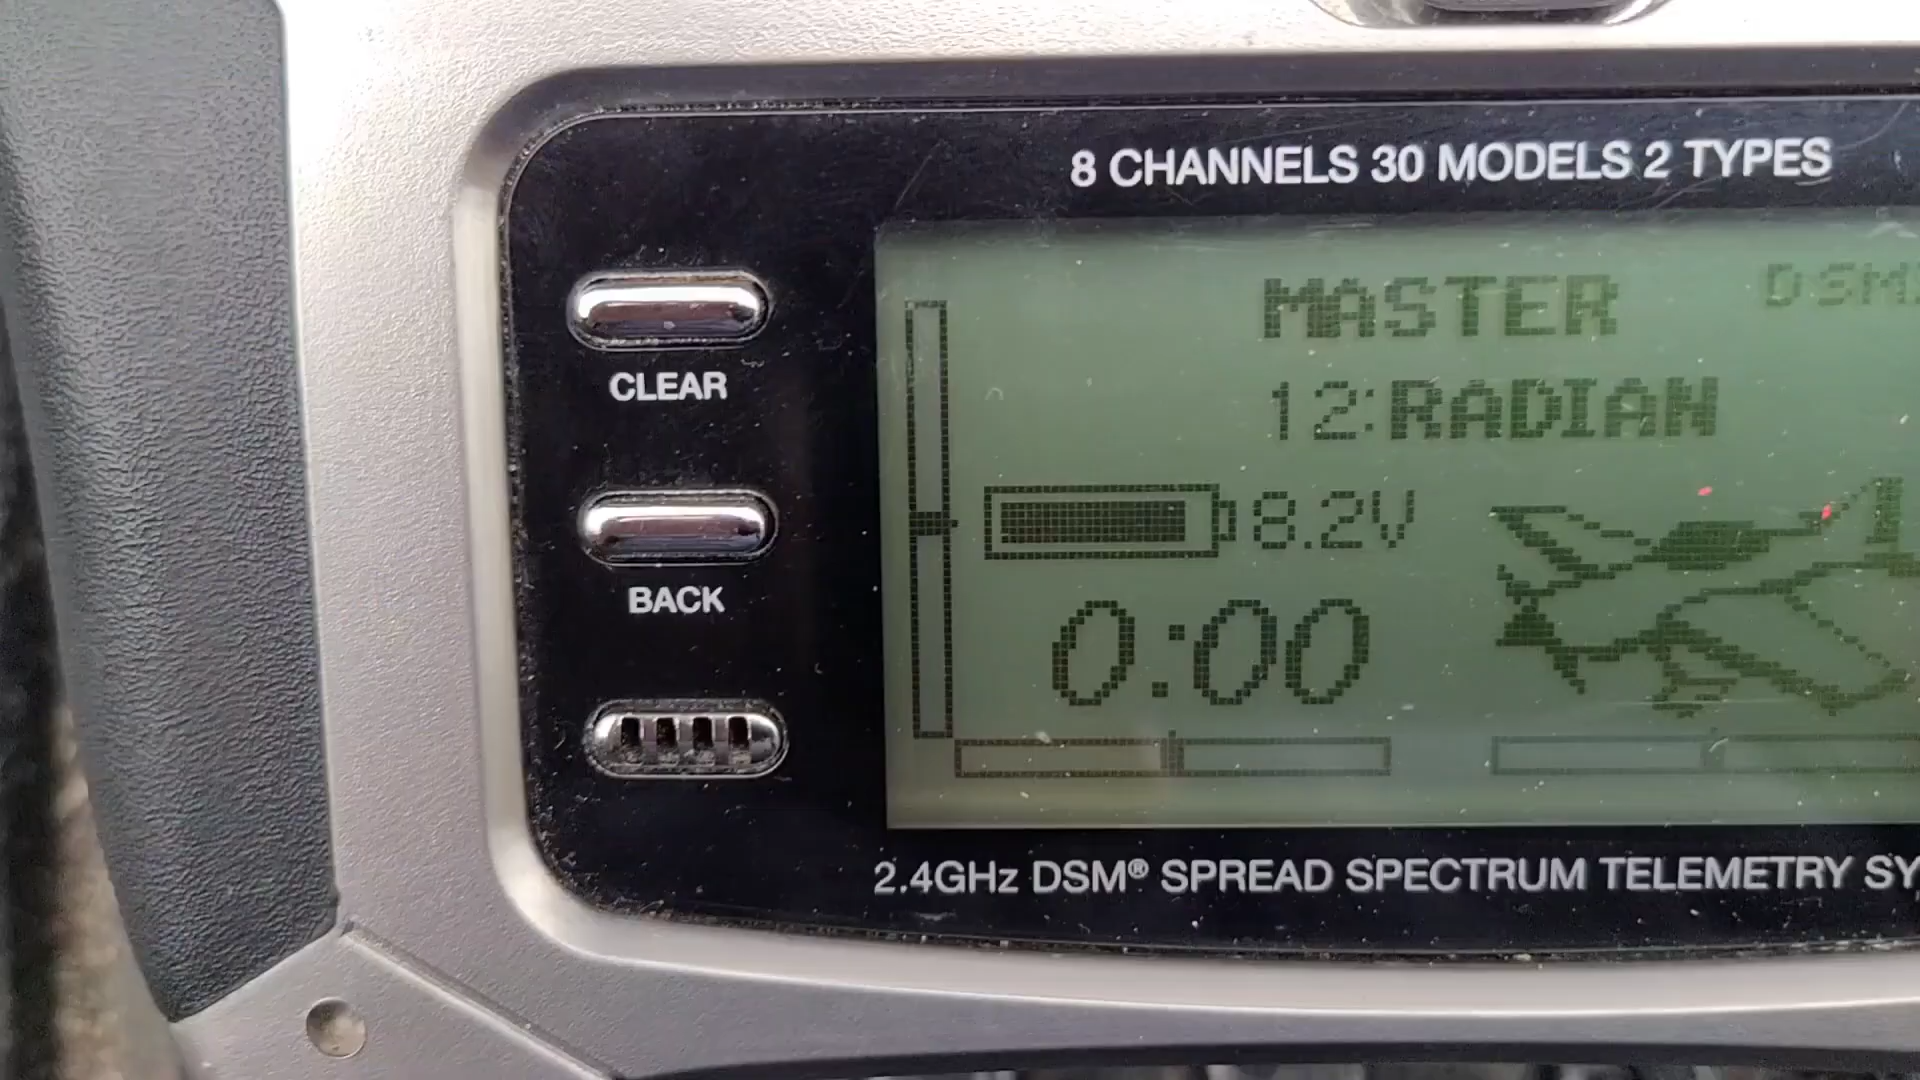 8 CHANNELS 30 MODELS 2 TYPES
MASTER
12:RADIAN
8.2V
0:00
CLEAR
BACK
2.4GHz DSM® SPREAD SPECTRUM TELEMETRY